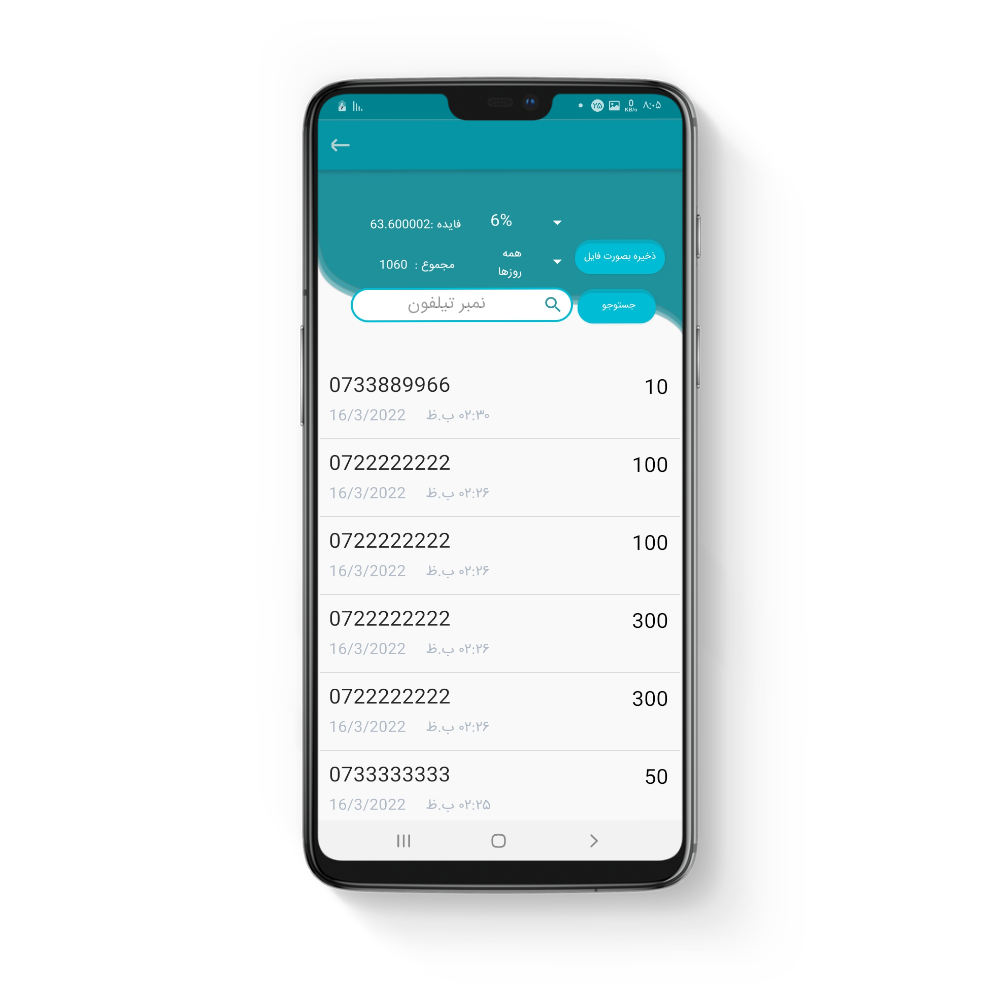 ۷۵ 0 KB/s ۸:۰۵
فایده :63.600002 6%
مجموع : 1060 همه روزها
ذخیره بصورت فایل
نمبر تیلفون
جستوجو
0733889966 10
16/3/2022 ۰۲:۳۰ ب.ظ
0722222222 100
16/3/2022 ۰۲:۲۶ ب.ظ
0722222222 100
16/3/2022 ۰۲:۲۶ ب.ظ
0722222222 300
16/3/2022 ۰۲:۲۶ ب.ظ
0722222222 300
16/3/2022 ۰۲:۲۶ ب.ظ
0733333333 50
16/3/2022 ۰۲:۲۵ ب.ظ